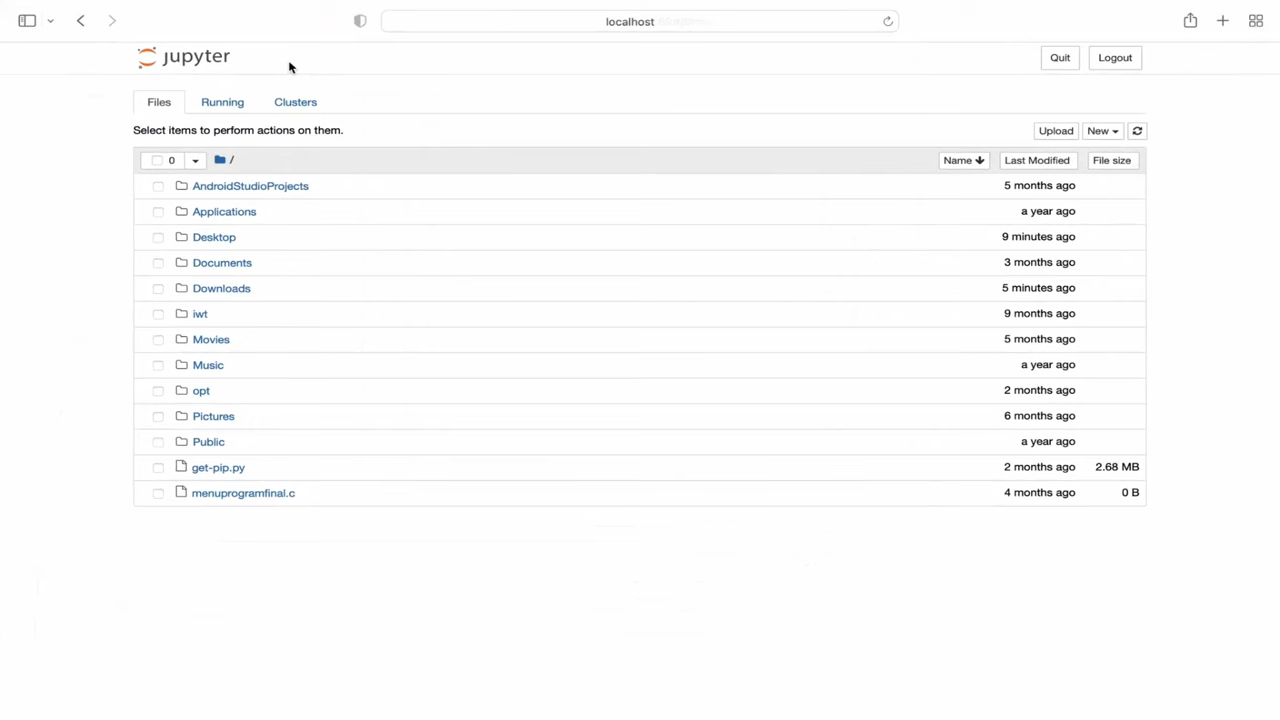 localhost
jupyter
Quit
Logout
Files
Running
Clusters
Select items to perform actions on them.
Upload
New
0
/
Name
Last Modified
File size
AndroidStudioProjects
5 months ago
Applications
a year ago
Desktop
9 minutes ago
Documents
3 months ago
Downloads
5 minutes ago
iwt
9 months ago
Movies
5 months ago
Music
a year ago
opt
2 months ago
Pictures
6 months ago
Public
a year ago
get-pip.py
2 months ago
2.68 MB
menuprogramfinal.c
4 months ago
0 B